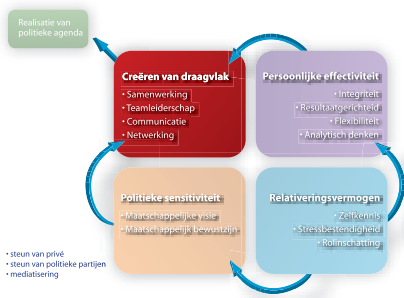 Realisatie van
politieke agenda
Creëren van draagvlak
• Samenwerking
• Teamleiderschap
• Communicatie
• Netwerking
Persoonlijke effectiviteit
• Integriteit
• Resultaatgerichteid
• Flexibiliteit
• Analytisch denken
Politieke sensitiviteit
• Maatschappelijke visie
• Maatschappelijk bewustzijn
Relativeringsvermogen
• Zelfkennis
• Stressbestendigheid
• Rolinschatting
• steun van privé
• steun van politieke partijen
• mediatisering